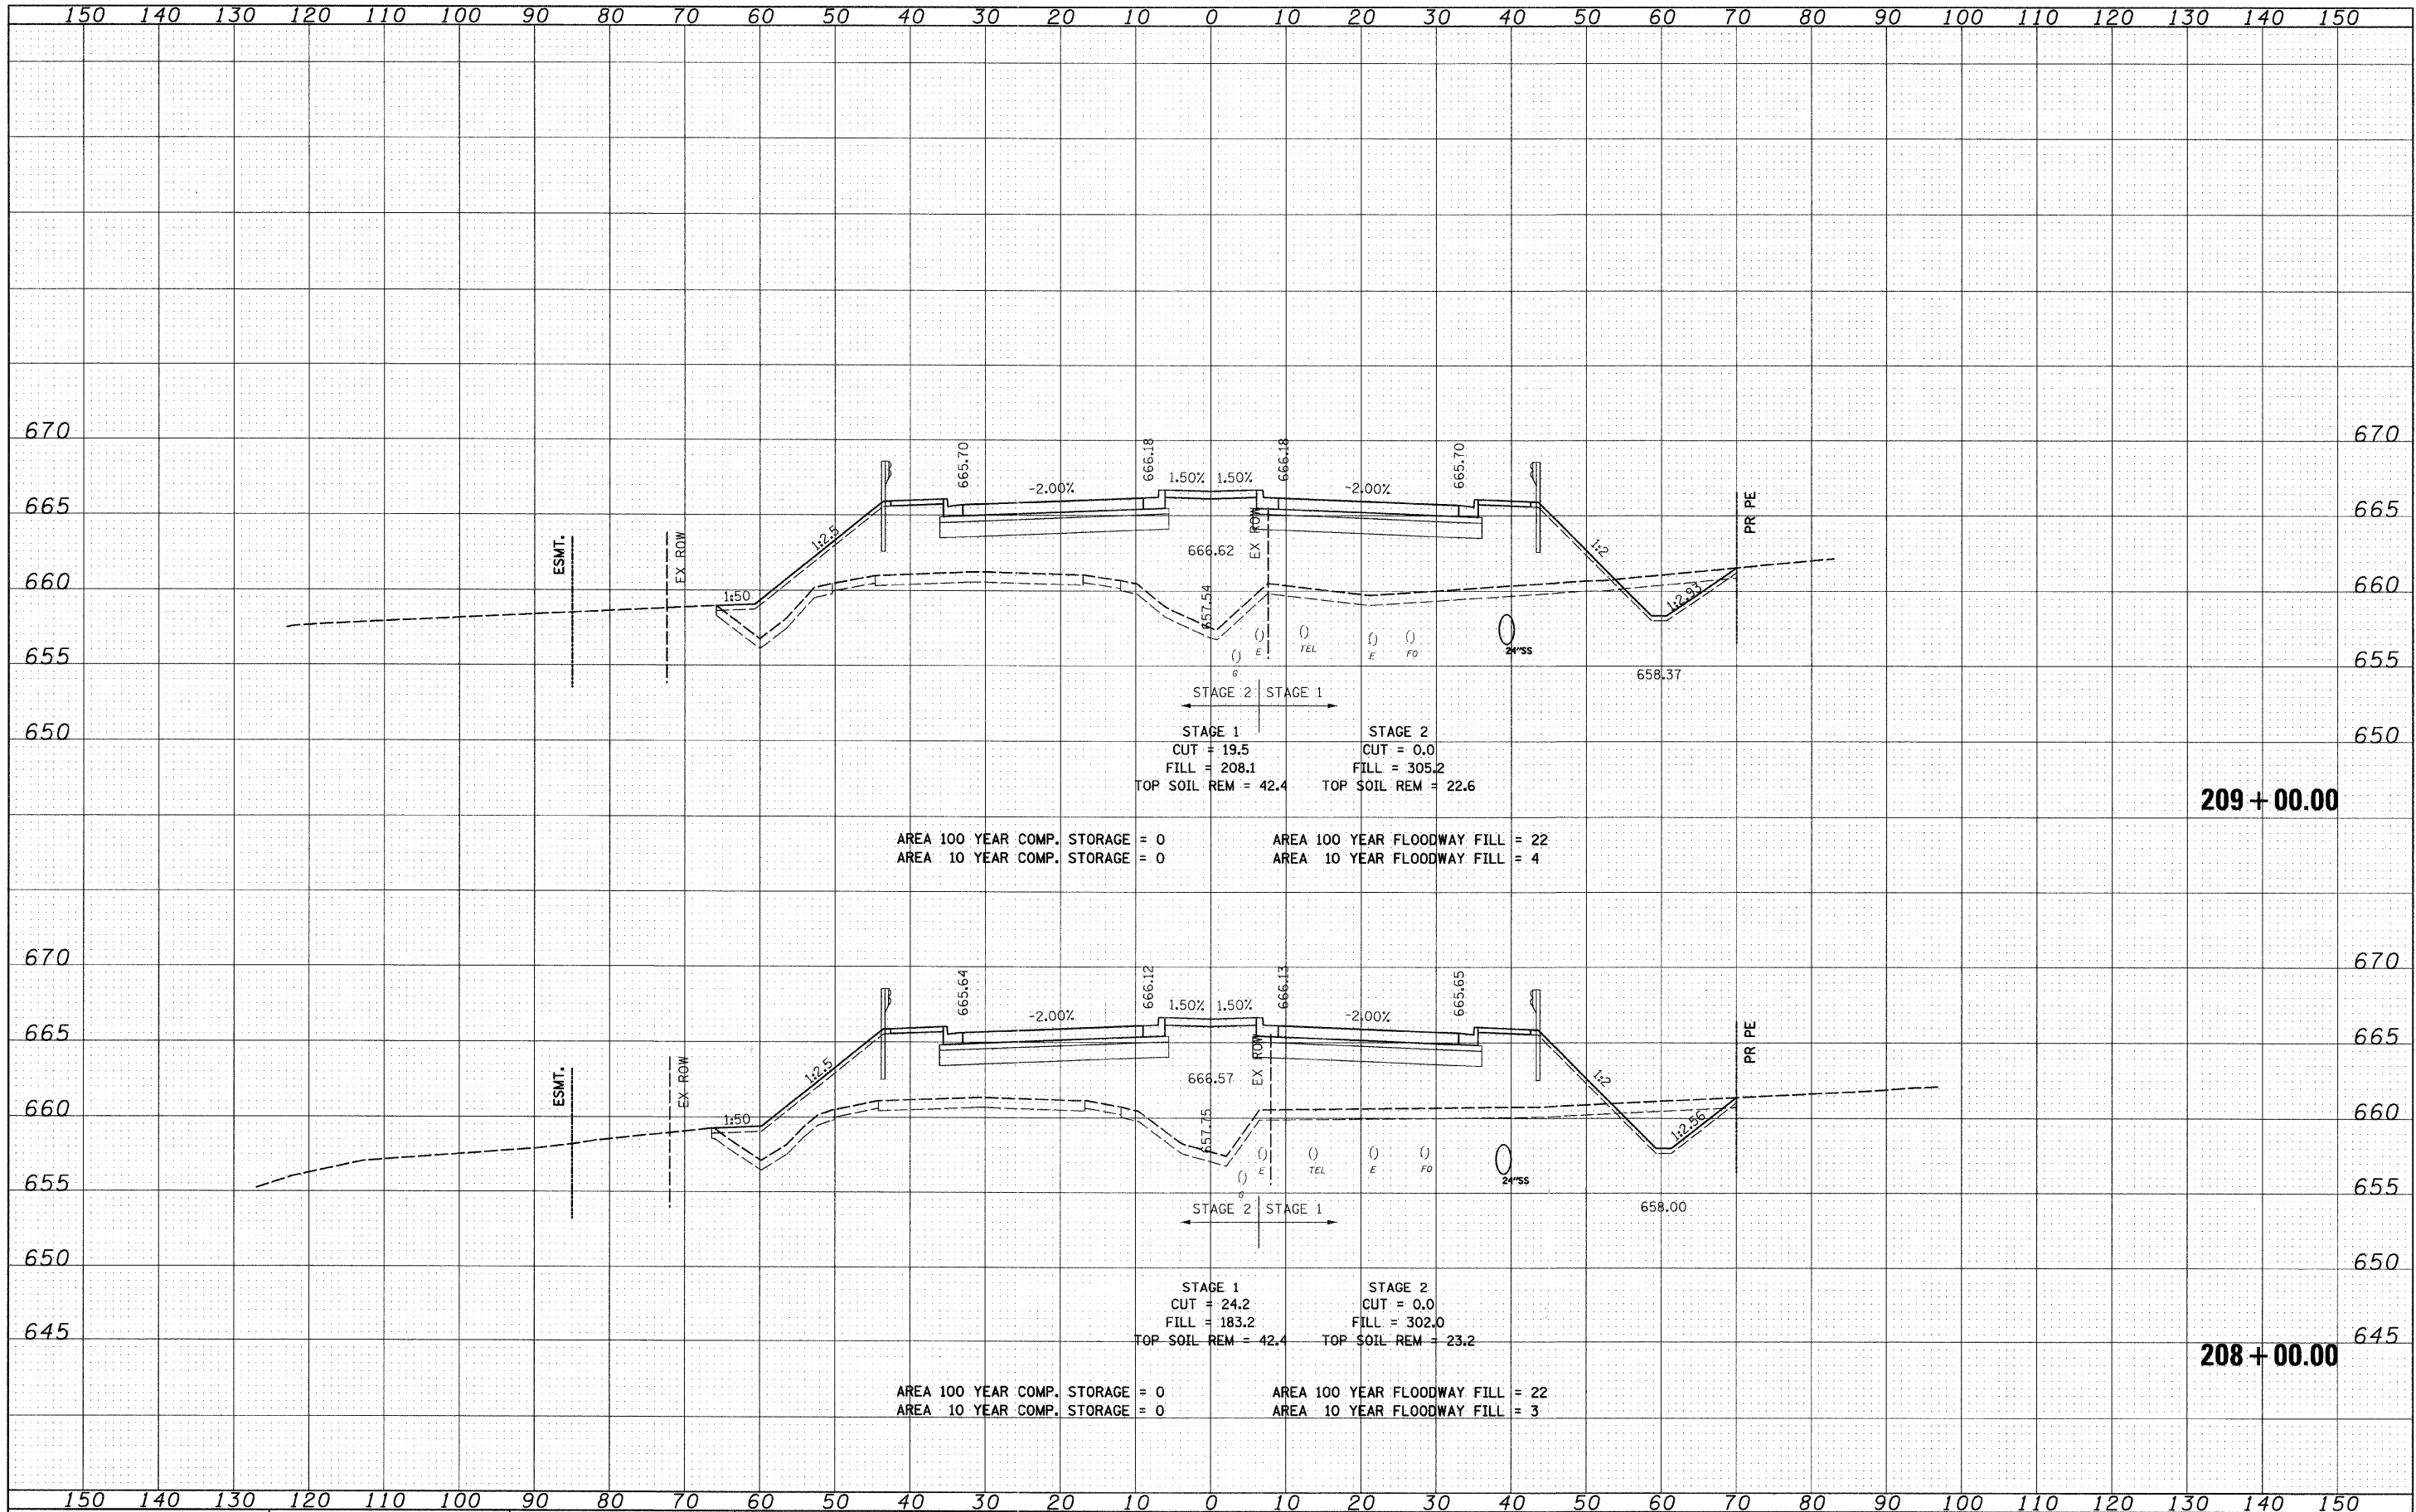 150 140 130 120 110 100 90 80 70 60 50 40 30 20 10 0 10 20 30 40 50 60 70 80 90 100 110 120 130 140 150
670 670
665.70 666.18 666.18 665.70
1.50% 1.50%
-2.00% -2.00%
665 665
PR PE
ESMT.
EX ROW
1:2.5
666.62
EX ROW
1:2
660 660
1:50
657.54
1:2.93
E TEL E FO 24"SS
G
655 655
658.37
STAGE 2 STAGE 1
650 650
STAGE 1 STAGE 2
CUT = 19.5 CUT = 0.0
FILL = 208.1 FILL = 305.2
TOP SOIL REM = 42.4 TOP SOIL REM = 22.6
209+00.00
AREA 100 YEAR COMP. STORAGE = 0 AREA 100 YEAR FLOODWAY FILL = 22
AREA 10 YEAR COMP. STORAGE = 0 AREA 10 YEAR FLOODWAY FILL = 4
670 670
665.64 666.12 666.13 665.65
1.50% 1.50%
-2.00% -2.00%
665 665
PR PE
ESMT.
EX ROW
1:2.5
666.57
EX ROW
1:2
660 660
1:50
657.75
1:2.56
E TEL E FO 24"SS
G
655 655
658.00
STAGE 2 STAGE 1
650 650
STAGE 1 STAGE 2
CUT = 24.2 CUT = 0.0
FILL = 183.2 FILL = 302.0
TOP SOIL REM = 42.4 TOP SOIL REM = 23.2
645 645
208+00.00
AREA 100 YEAR COMP. STORAGE = 0 AREA 100 YEAR FLOODWAY FILL = 22
AREA 10 YEAR COMP. STORAGE = 0 AREA 10 YEAR FLOODWAY FILL = 3
150 140 130 120 110 100 90 80 70 60 50 40 30 20 10 0 10 20 30 40 50 60 70 80 90 100 110 120 130 140 150